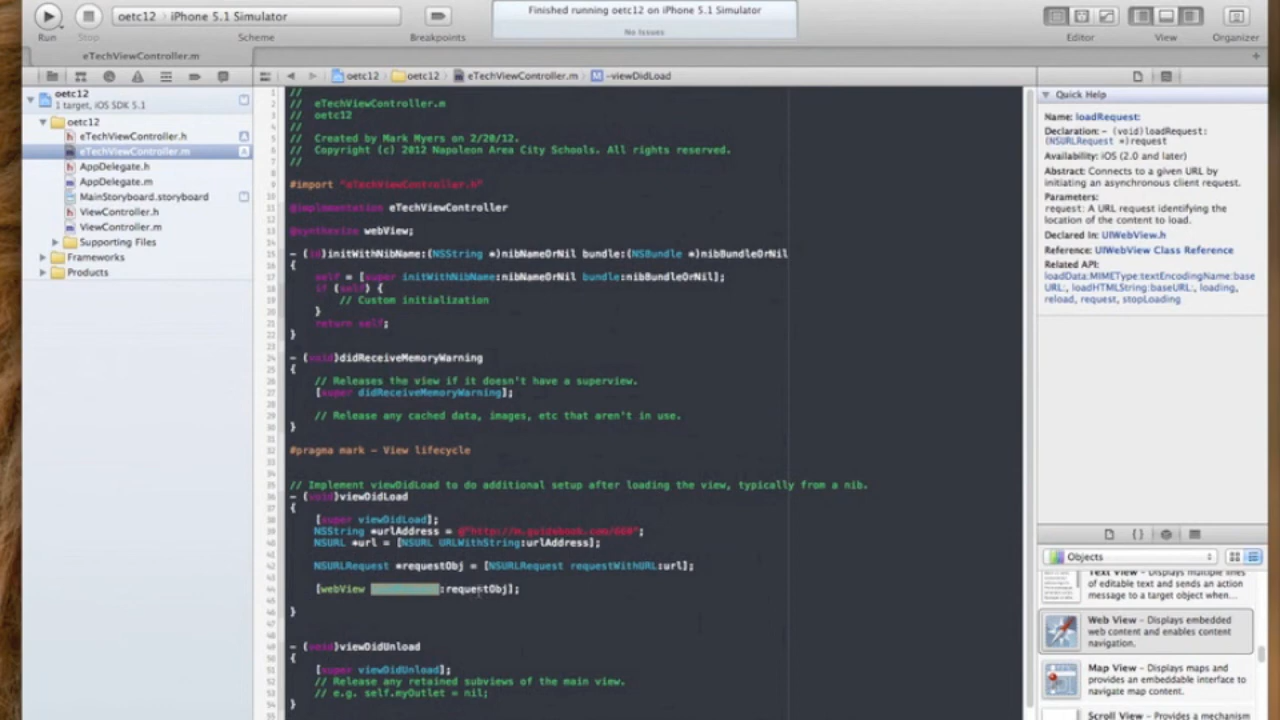 oetc12 › iPhone 5.1 Simulator
Finished running oetc12 on iPhone 5.1 Simulator
No Issues
Run
Stop
Scheme
Breakpoints
Editor
View
Organizer
eTechViewController.m
oetc12 › oetc12 › eTechViewController.m › -viewDidLoad
oetc12
1 target, iOS SDK 5.1
oetc12
eTechViewController.h
eTechViewController.m
AppDelegate.h
AppDelegate.m
MainStoryboard.storyboard
ViewController.h
ViewController.m
Supporting Files
Frameworks
Products
//
// eTechViewController.m
// oetc12
//
// Created by Mark Myers on 2/20/12.
// Copyright (c) 2012 Napoleon Area City Schools. All rights reserved.
//
#import "eTechViewController.h"
@implementation eTechViewController
@synthesize webView;
- (id)initWithNibName:(NSString *)nibNameOrNil bundle:(NSBundle *)nibBundleOrNil
{
self = [super initWithNibName:nibNameOrNil bundle:nibBundleOrNil];
if (self) {
// Custom initialization
}
return self;
}
- (void)didReceiveMemoryWarning
{
// Releases the view if it doesn't have a superview.
[super didReceiveMemoryWarning];
// Release any cached data, images, etc that aren't in use.
}
#pragma mark - View lifecycle
// Implement viewDidLoad to do additional setup after loading the view, typically from a nib.
- (void)viewDidLoad
{
[super viewDidLoad];
NSString *urlAddress =
NSURL *url = [NSURL URLWithString:urlAddress];
NSURLRequest *requestObj = [NSURLRequest requestWithURL:url];
[webView :requestObj];
}
- (void)viewDidUnload
{
[super viewDidUnload];
// Release any retained subviews of the main view.
// e.g. self.myOutlet = nil;
}
Quick Help
Name: loadRequest:
Declaration: - (void)loadRequest:
(NSURLRequest *)request
Availability: iOS (2.0 and later)
Abstract: Connects to a given URL by
initiating an asynchronous client request.
Parameters:
request: A URL request identifying the
location of the content to load.
Declared In: UIWebView.h
Reference: UIWebView Class Reference
Related API:
loadData:MIMEType:textEncodingName:base
URL:, loadHTMLString:baseURL:, loading,
reload, request, stopLoading
Objects
Text View - Displays multiple lines
of editable text and sends an action
message to a target object when...
Web View - Displays embedded
web content and enables content
navigation.
Map View - Displays maps and
provides an embeddable interface to
navigate map content.
Scroll View - Provides a mechanism